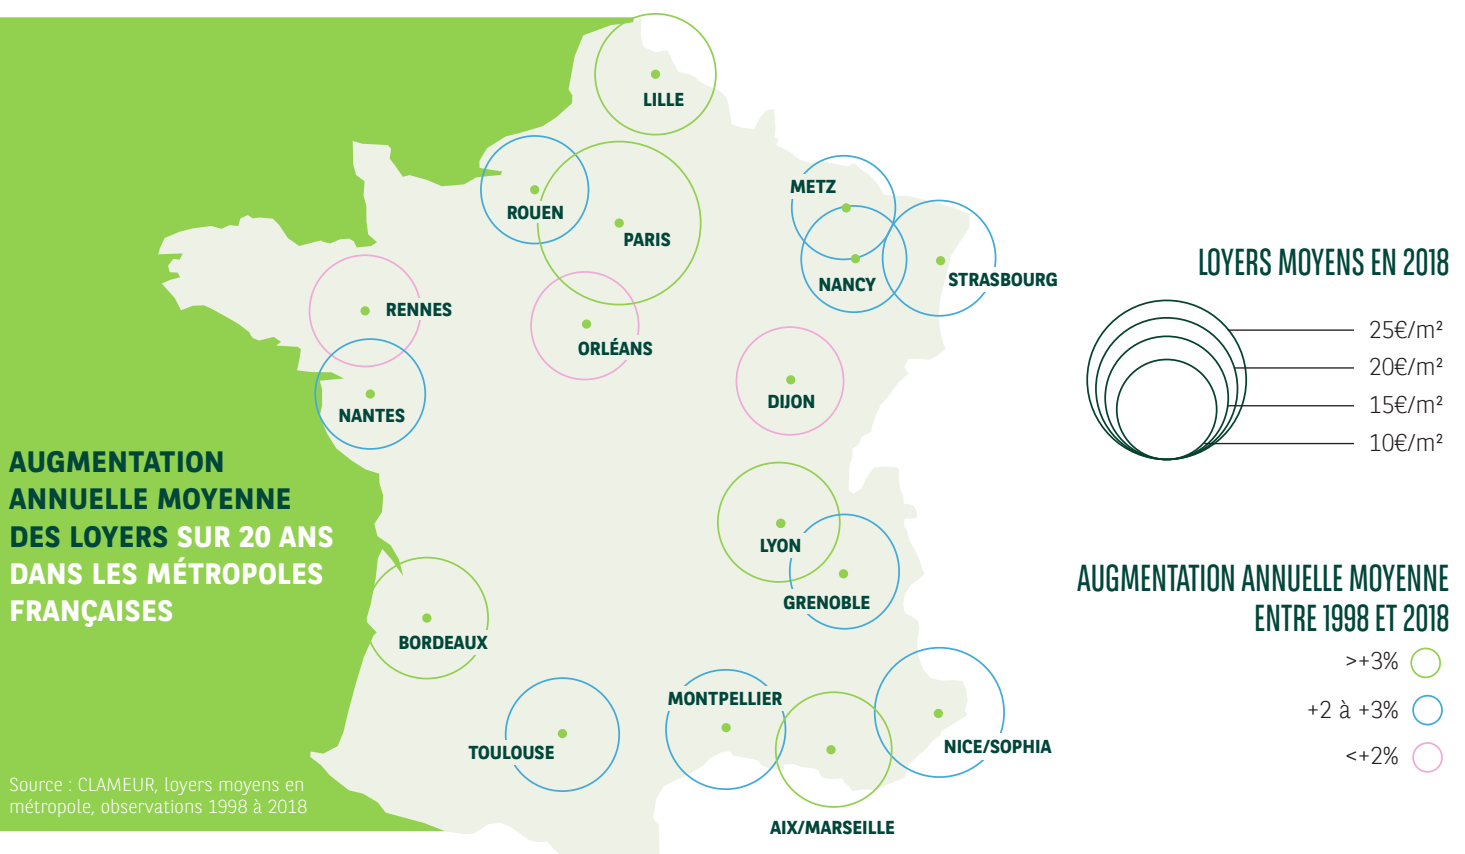 LILLE
METZ
ROUEN
PARIS
NANCY
STRASBOURG
RENNES
ORLÉANS
DIJON
NANTES
LYON
GRENOBLE
BORDEAUX
MONTPELLIER
TOULOUSE
NICE/SOPHIA
AIX/MARSEILLE
AUGMENTATION
ANNUELLE MOYENNE
DES LOYERS SUR 20 ANS
DANS LES MÉTROPOLES
FRANÇAISES
Source : CLAMEUR, loyers moyens en
métropole, observations 1998 à 2018
LOYERS MOYENS EN 2018
25€/m²
20€/m²
15€/m²
10€/m²
AUGMENTATION ANNUELLE MOYENNE
ENTRE 1998 ET 2018
>+3%
+2 à +3%
<+2%